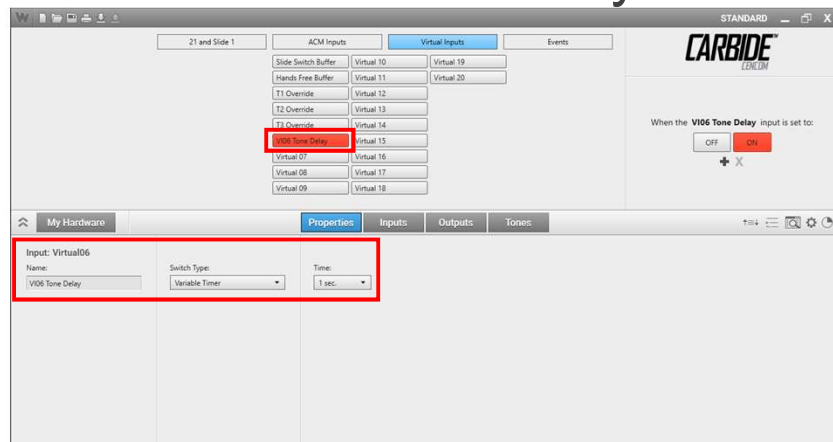 STANDARD
21 and Slide 1
ACM Inputs
Virtual Inputs
Events
CARBIDE™
CENCOM
Slide Switch Buffer
Virtual 10
Virtual 19
Hands Free Buffer
Virtual 11
Virtual 20
T1 Override
Virtual 12
T2 Override
Virtual 13
T3 Override
Virtual 14
VI06 Tone Delay
Virtual 15
Virtual 07
Virtual 16
Virtual 08
Virtual 17
Virtual 09
Virtual 18
When the VI06 Tone Delay input is set to:
OFF
ON
My Hardware
Properties
Inputs
Outputs
Tones
Input: Virtual06
Name:
Switch Type:
Time:
VI06 Tone Delay
Variable Timer
1 sec.